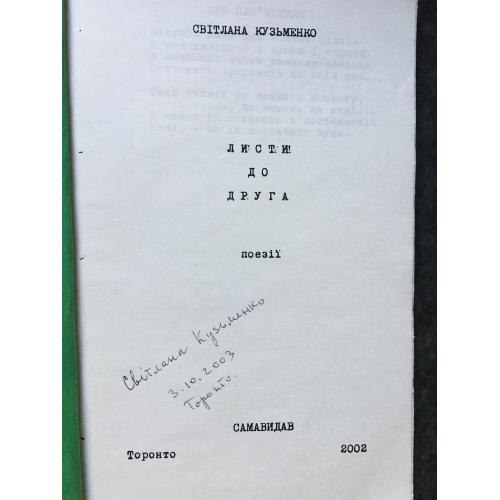 СВІТЛАНА КУЗЬМЕНКО
ЛИСТИ
ДО
ДРУГА
поезії
Світлана Кузьменко
3.10.2003
Торонто.
САМАВИДАВ
Торонто 2002